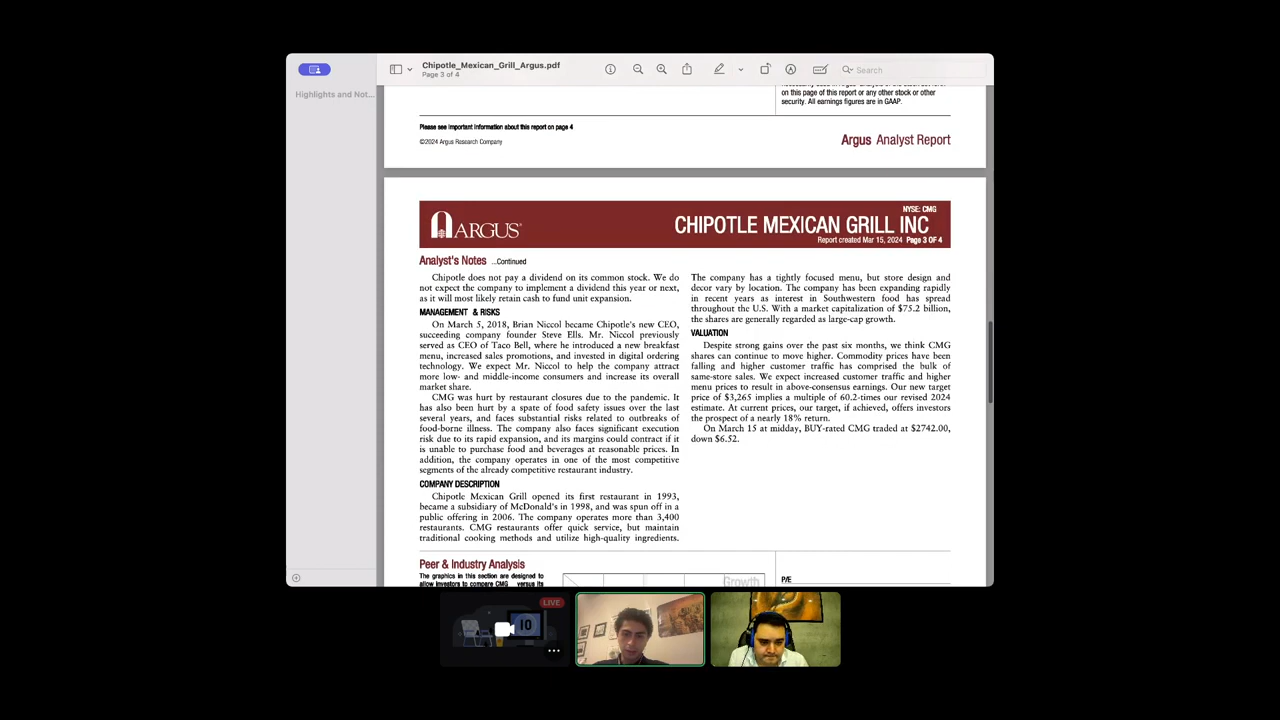 Chipotle_Mexican_Grill_Argus.pdf
Page 3 of 4
Search
Highlights and Not...
on this page of this report or any other stock or other
security. All earnings figures are in GAAP.
Please see important information about this report on page 4
©2024 Argus Research Company
Argus Analyst Report
ARGUS®
NYSE: CMG
CHIPOTLE MEXICAN GRILL INC
Report created Mar 15, 2024 Page 3 OF 4
Analyst's Notes ...Continued
Chipotle does not pay a dividend on its common stock. We do
not expect the company to implement a dividend this year or next,
as it will most likely retain cash to fund unit expansion.
MANAGEMENT & RISKS
On March 5, 2018, Brian Niccol became Chipotle's new CEO,
succeeding company founder Steve Ells. Mr. Niccol previously
served as CEO of Taco Bell, where he introduced a new breakfast
menu, increased sales promotions, and invested in digital ordering
technology. We expect Mr. Niccol to help the company attract
more low- and middle-income consumers and increase its overall
market share.
CMG was hurt by restaurant closures due to the pandemic. It
has also been hurt by a spate of food safety issues over the last
several years, and faces substantial risks related to outbreaks of
food-borne illness. The company also faces significant execution
risk due to its rapid expansion, and its margins could contract if it
is unable to purchase food and beverages at reasonable prices. In
addition, the company operates in one of the most competitive
segments of the already competitive restaurant industry.
COMPANY DESCRIPTION
Chipotle Mexican Grill opened its first restaurant in 1993,
became a subsidiary of McDonald's in 1998, and was spun off in a
public offering in 2006. The company operates more than 3,400
restaurants. CMG restaurants offer quick service, but maintain
traditional cooking methods and utilize high-quality ingredients.
The company has a tightly focused menu, but store design and
decor vary by location. The company has been expanding rapidly
in recent years as interest in Southwestern food has spread
throughout the U.S. With a market capitalization of $75.2 billion,
the shares are generally regarded as large-cap growth.
VALUATION
Despite strong gains over the past six months, we think CMG
shares can continue to move higher. Commodity prices have been
falling and higher customer traffic has comprised the bulk of
same-store sales. We expect increased customer traffic and higher
menu prices to result in above-consensus earnings. Our new target
price of $3,265 implies a multiple of 60.2-times our revised 2024
estimate. At current prices, our target, if achieved, offers investors
the prospect of a nearly 18% return.
On March 15 at midday, BUY-rated CMG traded at $2742.00,
down $6.52.
Peer & Industry Analysis
The graphics in this section are designed to
allow investors to compare CMG versus its
Growth
P/E
LIVE
10